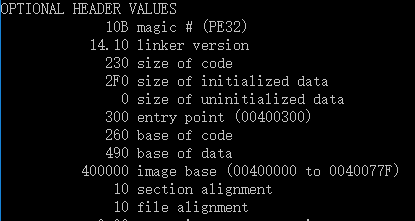 OPTIONAL HEADER VALUES
10B magic # (PE32)
14.10 linker version
230 size of code
2F0 size of initialized data
0 size of uninitialized data
300 entry point (00400300)
260 base of code
490 base of data
400000 image base (00400000 to 0040077F)
10 section alignment
10 file alignment